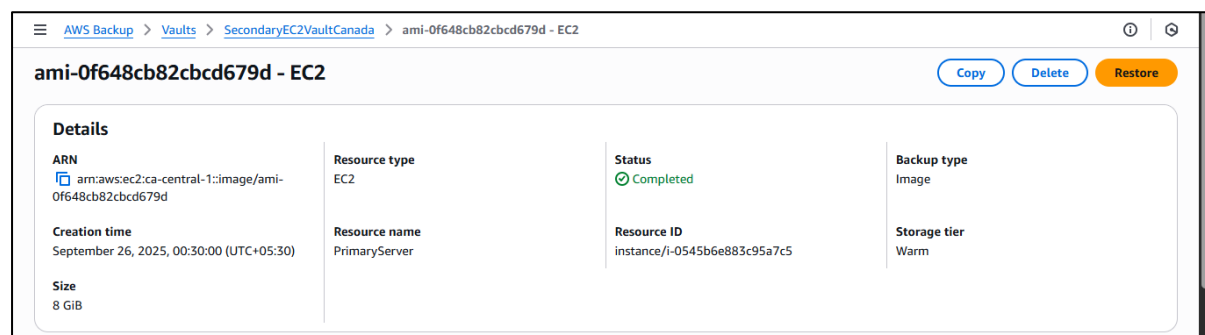 AWS Backup > Vaults > SecondaryEC2VaultCanada > ami-0f648cb82cbcd679d - EC2
ami-0f648cb82cbcd679d - EC2
Copy
Delete
Restore
Details
ARN
arn:aws:ec2:ca-central-1::image/ami-
0f648cb82cbcd679d
Resource type
EC2
Status
Completed
Backup type
Image
Creation time
September 26, 2025, 00:30:00 (UTC+05:30)
Resource name
PrimaryServer
Resource ID
instance/i-0545b6e883c95a7c5
Storage tier
Warm
Size
8 GiB